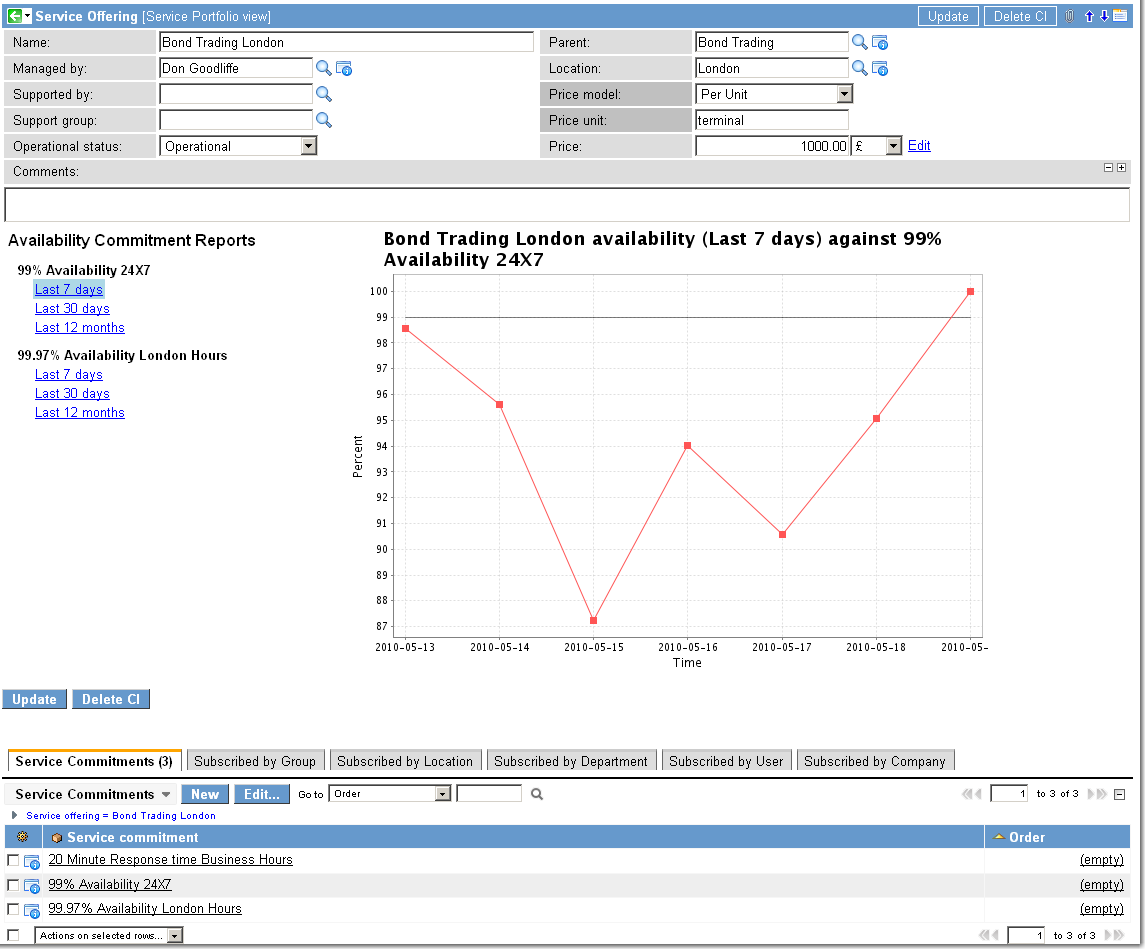 Service Offering [Service Portfolio view] Update Delete CI
Name: Bond Trading London Parent: Bond Trading
Managed by: Don Goodliffe Location: London
Supported by: Price model: Per Unit
Support group: Price unit: terminal
Operational status: Operational Price: 1000.00 £ Edit
Comments:
Availability Commitment Reports
99% Availability 24X7
Last 7 days
Last 30 days
Last 12 months
99.97% Availability London Hours
Last 7 days
Last 30 days
Last 12 months
Bond Trading London availability (Last 7 days) against 99%
Availability 24X7
100
99
98
97
96
95
94
93
92
91
90
89
88
87
Percent
2010-05-13 2010-05-14 2010-05-15 2010-05-16 2010-05-17 2010-05-18 2010-05-
Time
Update Delete CI
Service Commitments (3) Subscribed by Group Subscribed by Location Subscribed by Department Subscribed by User Subscribed by Company
Service Commitments New Edit... Go to Order 1 to 3 of 3
Service offering = Bond Trading London
Service commitment Order
20 Minute Response time Business Hours (empty)
99% Availability 24X7 (empty)
99.97% Availability London Hours (empty)
Actions on selected rows... 1 to 3 of 3